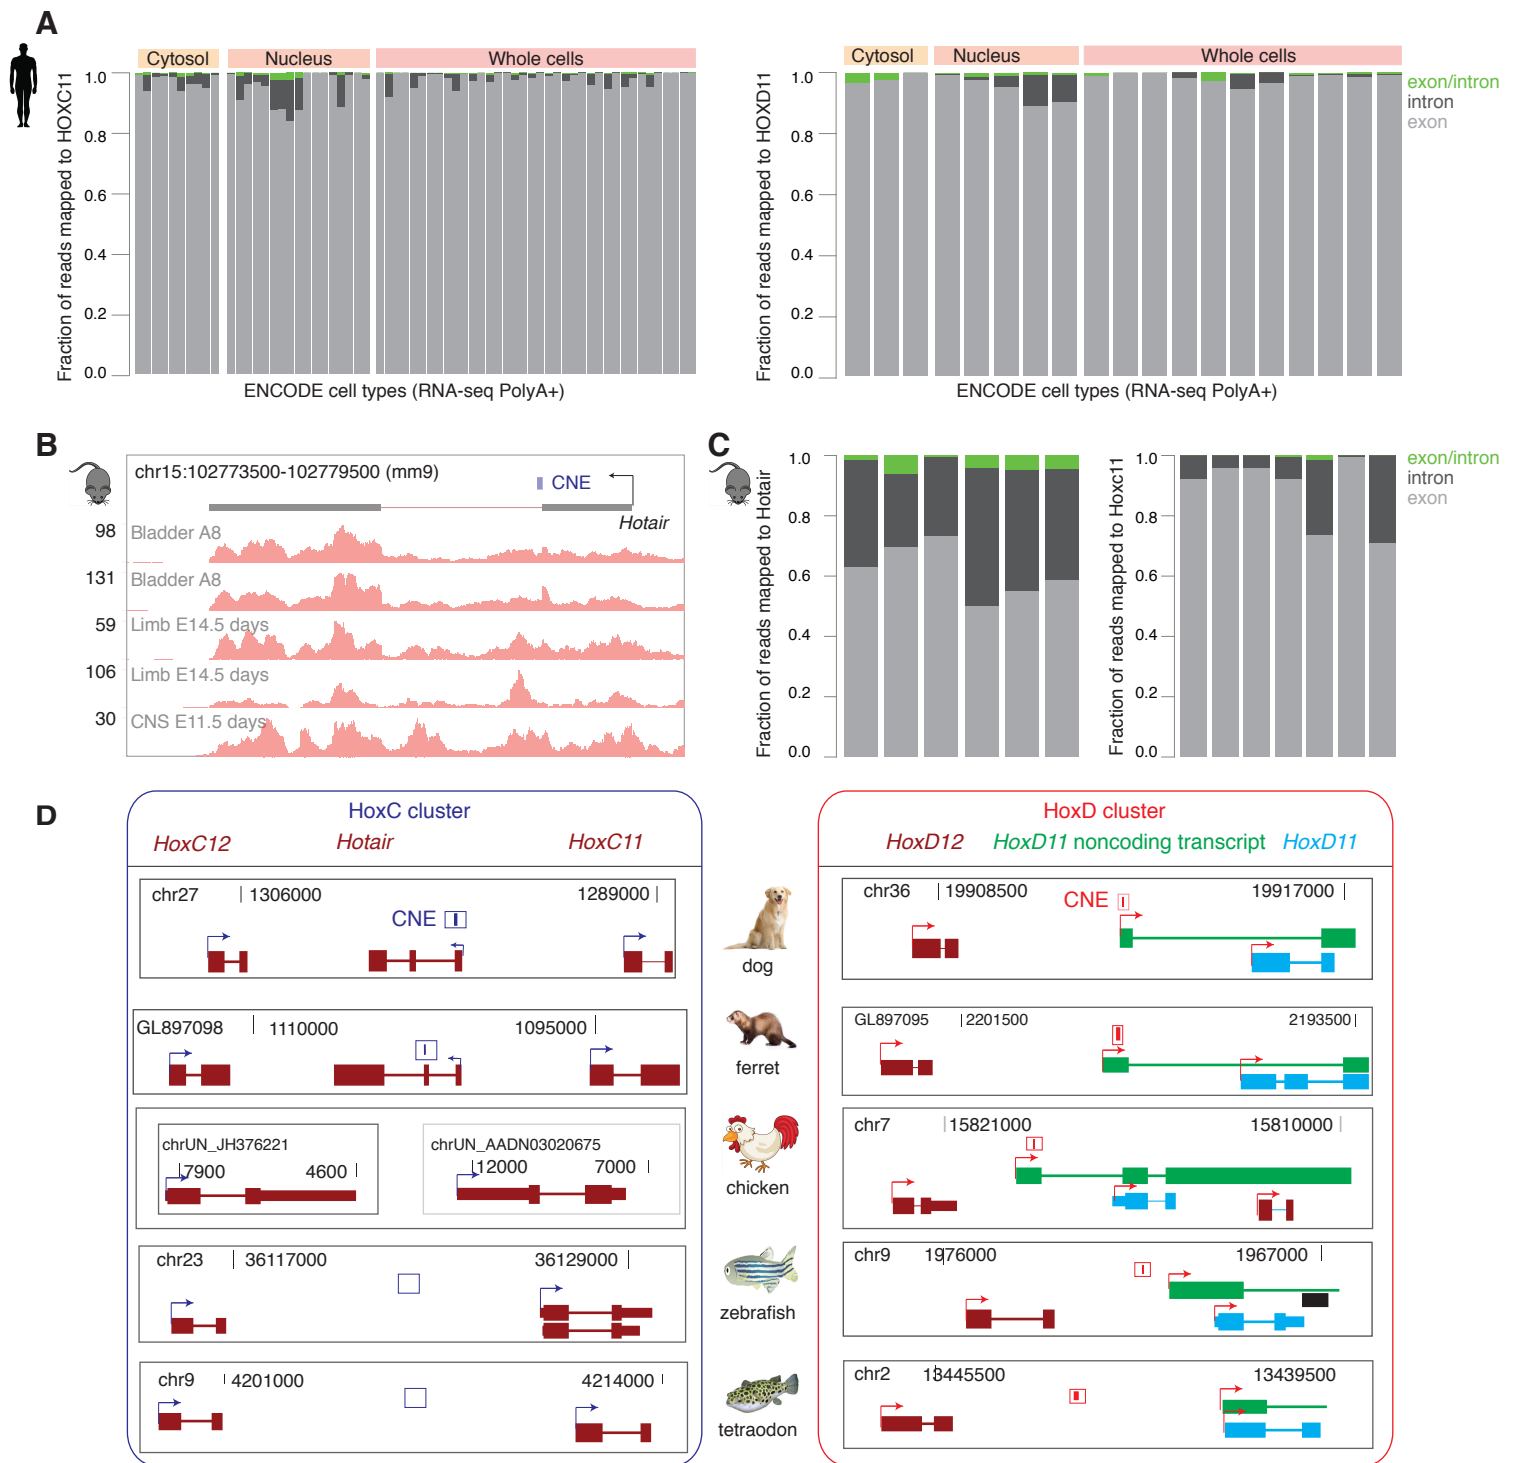 A
Cytosol
Nucleus
Whole cells
Fraction of reads mapped to HOXC11
1.0
0.8
0.6
0.4
0.2
0.0
ENCODE cell types (RNA-seq PolyA+)
Cytosol
Nucleus
Whole cells
Fraction of reads mapped to HOXD11
1.0
0.8
0.6
0.4
0.2
0.0
ENCODE cell types (RNA-seq PolyA+)
exon/intron
intron
exon
B
chr15:102773500-102779500 (mm9)
CNE
Hotair
98 Bladder A8
131 Bladder A8
59 Limb E14.5 days
106 Limb E14.5 days
30 CNS E11.5 days
C
Fraction of reads mapped to Hotair
1.0
0.8
0.6
0.4
0.2
0.0
Fraction of reads mapped to Hoxc11
1.0
0.8
0.6
0.4
0.2
0.0
exon/intron
intron
exon
D
HoxC cluster
HoxC12 Hotair HoxC11
chr27 1306000 1289000
CNE
GL897098 1110000 1095000
chrUN_JH376221
7900 4600
chrUN_AADN03020675
12000 7000
chr23 36117000 36129000
chr9 4201000 4214000
dog
ferret
chicken
zebrafish
tetraodon
HoxD cluster
HoxD12 HoxD11 noncoding transcript HoxD11
chr36 19908500 19917000
CNE
GL897095 2201500 2193500
chr7 15821000 15810000
chr9 1976000 1967000
chr2 13445500 13439500